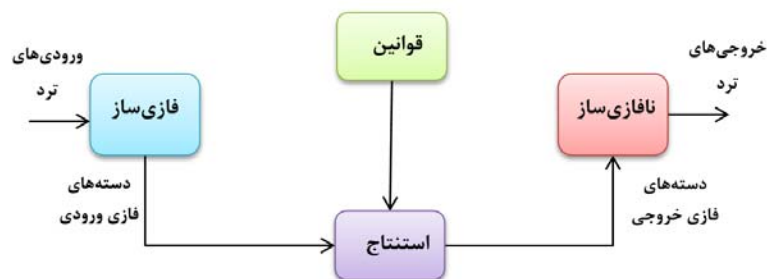 قوانین
خروجی‌های
ترد
ورودی‌های
ترد
نافازی‌ساز
فازی‌ساز
دسته‌های
فازی خروجی
دسته‌های
فازی ورودی
استنتاج